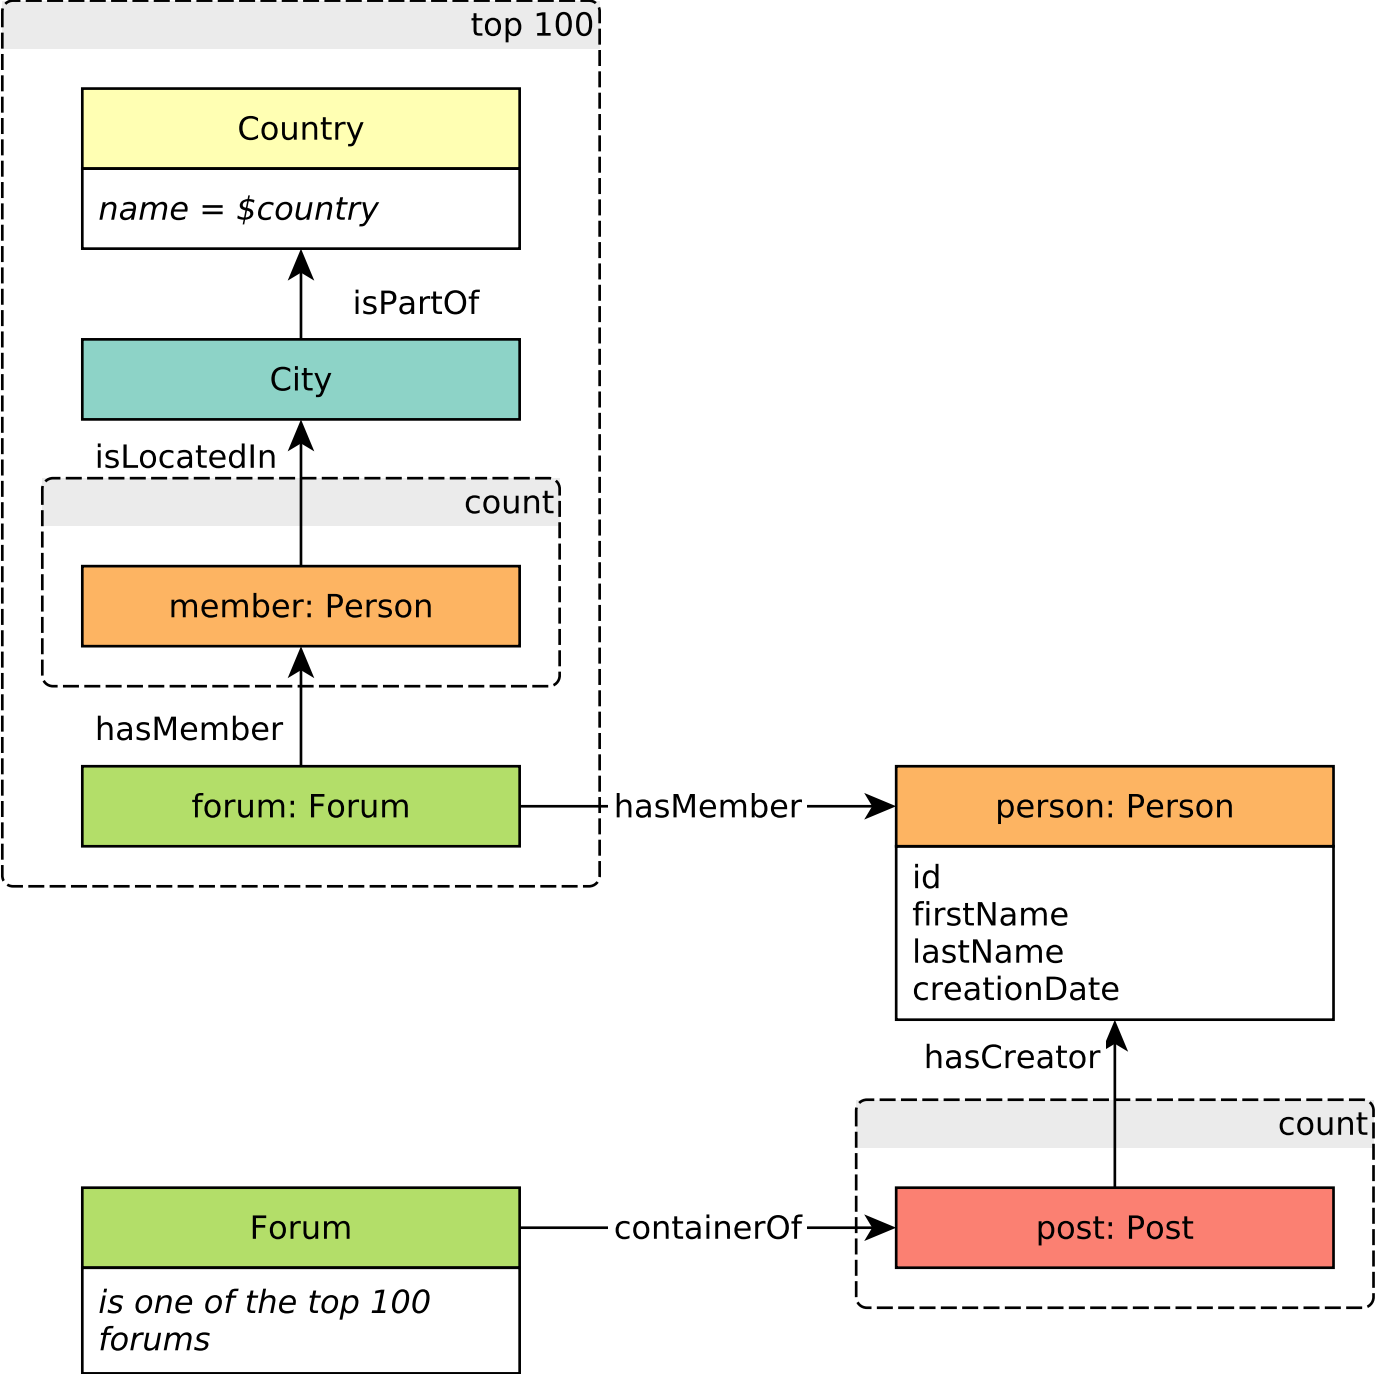 top 100
Country
name = $country
isPartOf
City
isLocatedIn
count
member: Person
hasMember
forum: Forum
hasMember
person: Person
id
firstName
lastName
creationDate
hasCreator
count
Forum
containerOf
post: Post
is one of the top 100
forums